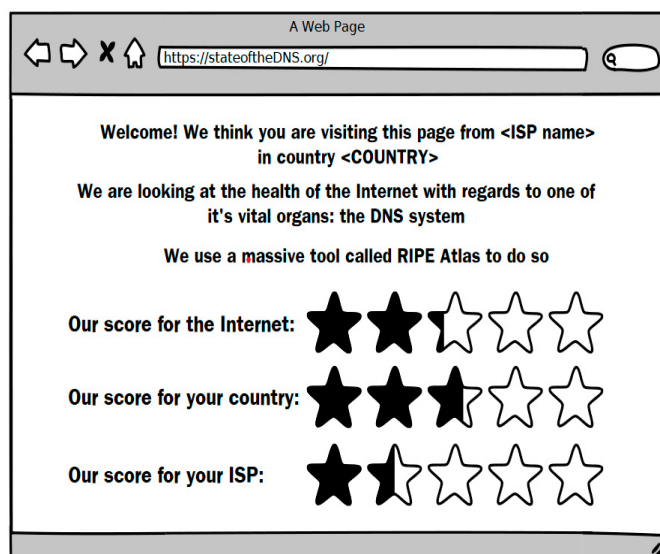 A Web Page
https://stateoftheDNS.org/
Welcome! We think you are visiting this page from <ISP name>
in country <COUNTRY>
We are looking at the health of the Internet with regards to one of
it's vital organs: the DNS system
We use a massive tool called RIPE Atlas to do so
Our score for the Internet:
Our score for your country:
Our score for your ISP: